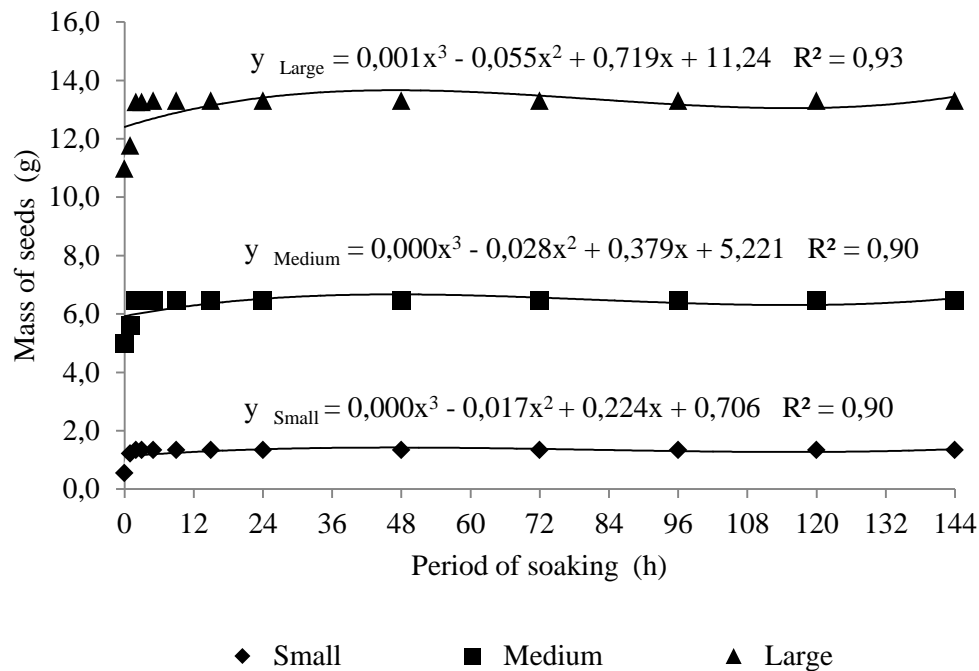 16,0
14,0
12,0
10,0
8,0
6,0
4,0
2,0
0,0
Mass of seeds (g)
y Large = 0,001x³ - 0,055x² + 0,719x + 11,24 R² = 0,93
y Medium = 0,000x³ - 0,028x² + 0,379x + 5,221 R² = 0,90
y Small = 0,000x³ - 0,017x² + 0,224x + 0,706 R² = 0,90
0 12 24 36 48 60 72 84 96 108 120 132 144
Period of soaking (h)
Small Medium Large